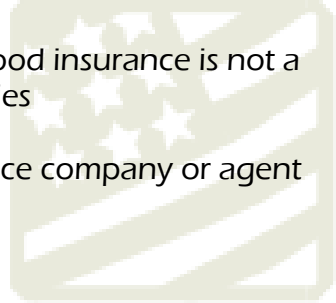 ood insurance is not a
es
ce company or agent